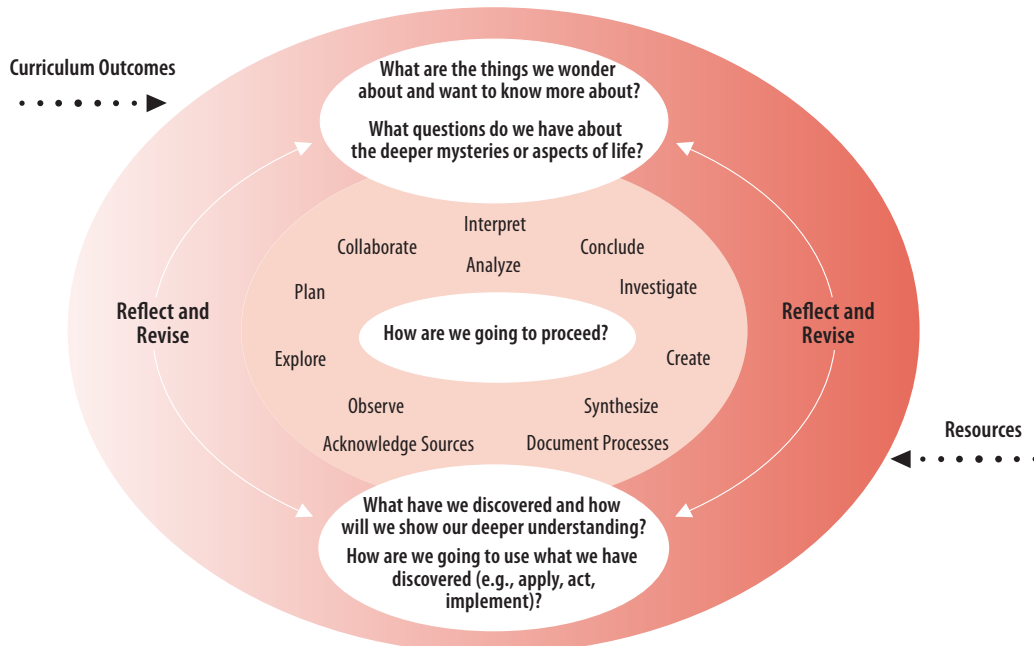 Curriculum Outcomes
What are the things we wonder
about and want to know more about?
What questions do we have about
the deeper mysteries or aspects of life?
Interpret
Collaborate
Conclude
Analyze
Plan
Investigate
Reflect and
Revise
How are we going to proceed?
Reflect and
Revise
Explore
Create
Observe
Synthesize
Acknowledge Sources
Document Processes
Resources
What have we discovered and how
will we show our deeper understanding?
How are we going to use what we have
discovered (e.g., apply, act,
implement)?